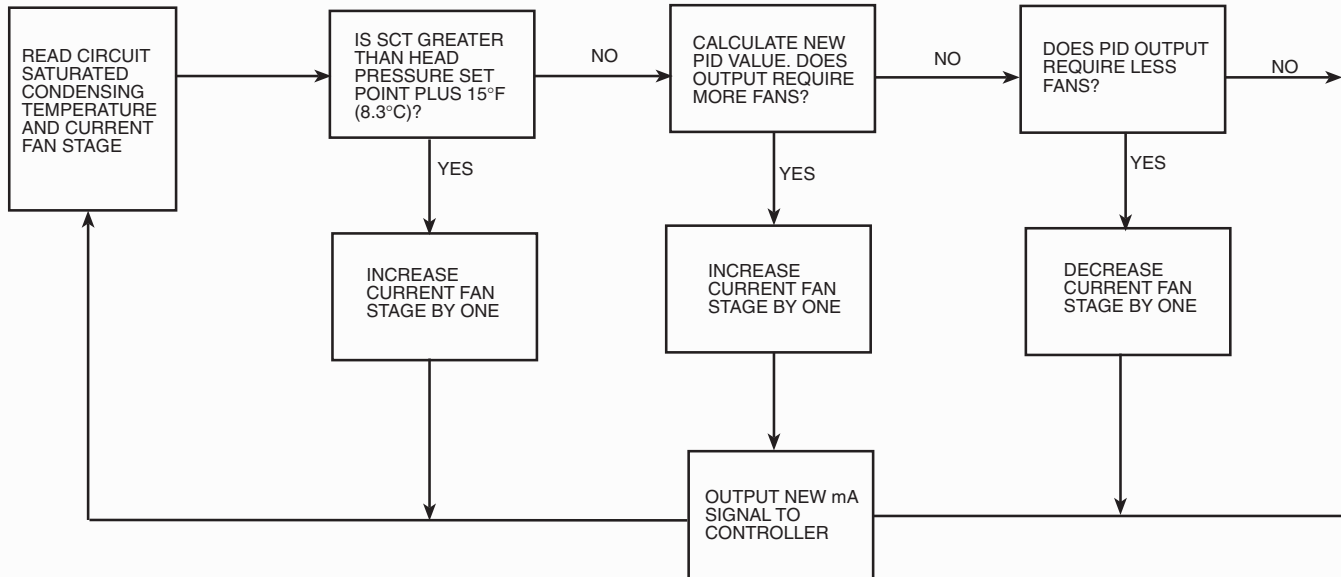 READ CIRCUIT
SATURATED
CONDENSING
TEMPERATURE
AND CURRENT
FAN STAGE
IS SCT GREATER
THAN HEAD
PRESSURE SET
POINT PLUS 15°F
(8.3°C)?
NO
CALCULATE NEW
PID VALUE. DOES
OUTPUT REQUIRE
MORE FANS?
NO
DOES PID OUTPUT
REQUIRE LESS
FANS?
NO
YES
YES
YES
INCREASE
CURRENT FAN
STAGE BY ONE
INCREASE
CURRENT FAN
STAGE BY ONE
DECREASE
CURRENT FAN
STAGE BY ONE
OUTPUT NEW mA
SIGNAL TO
CONTROLLER